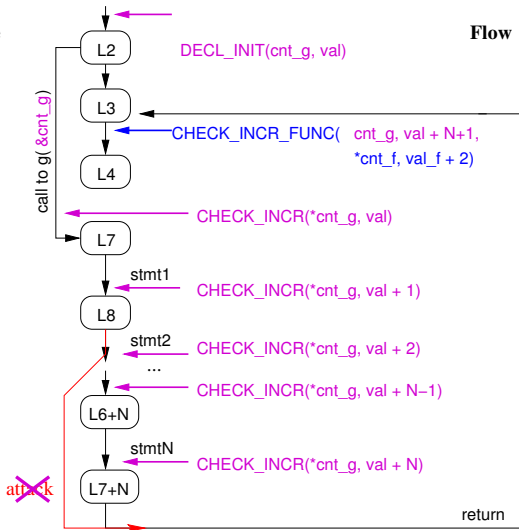 Flow
L2
DECL_INIT(cnt_g, val)
call to g( &cnt_g)
L3
CHECK_INCR_FUNC( cnt_g, val + N+1,
*cnt_f, val_f + 2)
L4
CHECK_INCR(*cnt_g, val)
L7
stmt1
CHECK_INCR(*cnt_g, val + 1)
L8
stmt2
CHECK_INCR(*cnt_g, val + 2)
...
CHECK_INCR(*cnt_g, val + N−1)
L6+N
stmtN
CHECK_INCR(*cnt_g, val + N)
attack
L7+N
return